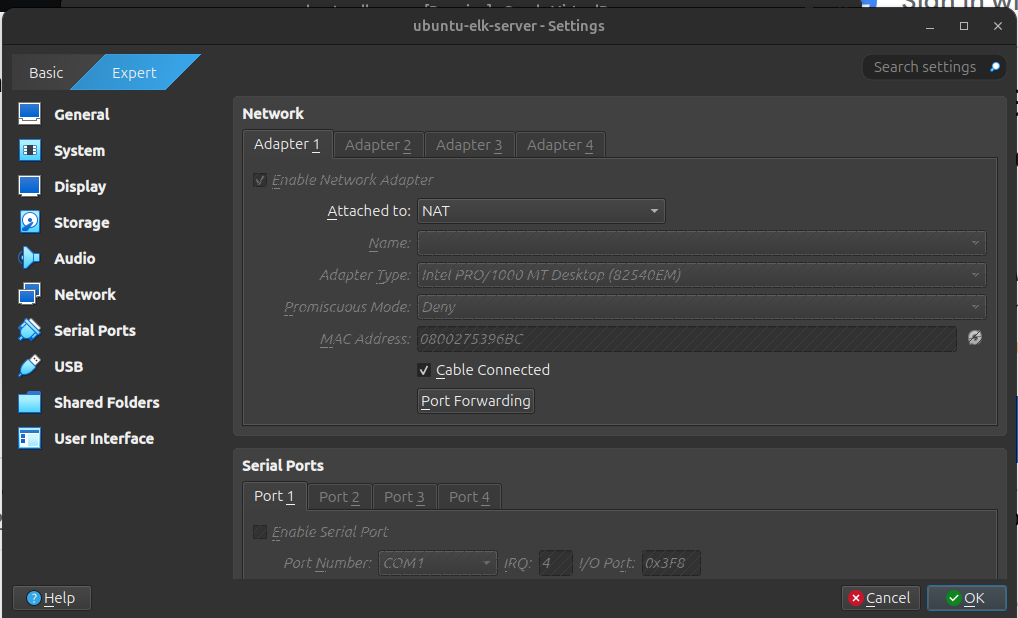 ubuntu-elk-server - Settings
Basic
Expert
Search settings
General
System
Display
Storage
Audio
Network
Serial Ports
USB
Shared Folders
User Interface
Network
Adapter 1
Adapter 2
Adapter 3
Adapter 4
Enable Network Adapter
Attached to: NAT
Name:
Adapter Type: Intel PRO/1000 MT Desktop (82540EM)
Promiscuous Mode: Deny
MAC Address: 0800275396BC
Cable Connected
Port Forwarding
Serial Ports
Port 1
Port 2
Port 3
Port 4
Enable Serial Port
Port Number: COM1 IRQ: 4 I/O Port: 0x3F8
Help
Cancel
OK